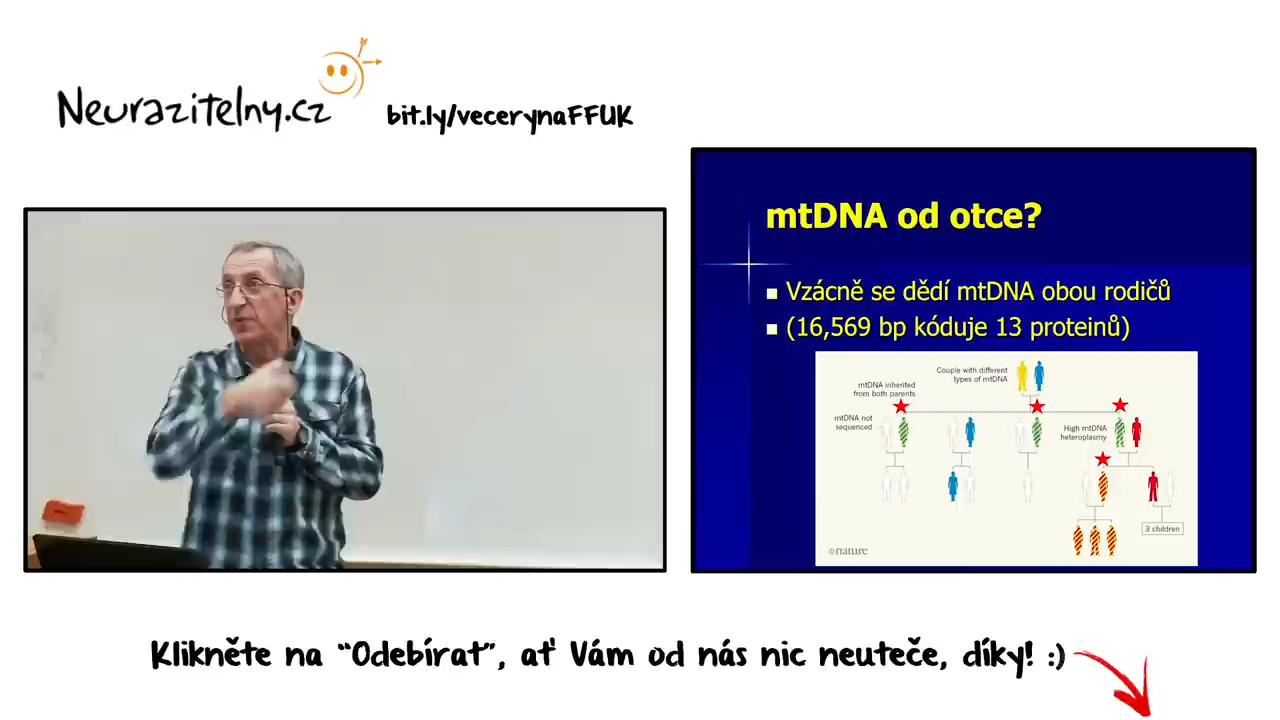 Neurazitelny.cz
bit.ly/vecerynaFFUK
mtDNA od otce?
Vzácně se dědí mtDNA obou rodičů
(16,569 bp kóduje 13 proteinů)
Couple with different
types of mtDNA
mtDNA inherited
from both parents
mtDNA not
sequenced
High mtDNA
heteroplasmy
3 children
©nature
Klikněte na “Odebírat”, ať Vám od nás nic neuteče, díky! :)